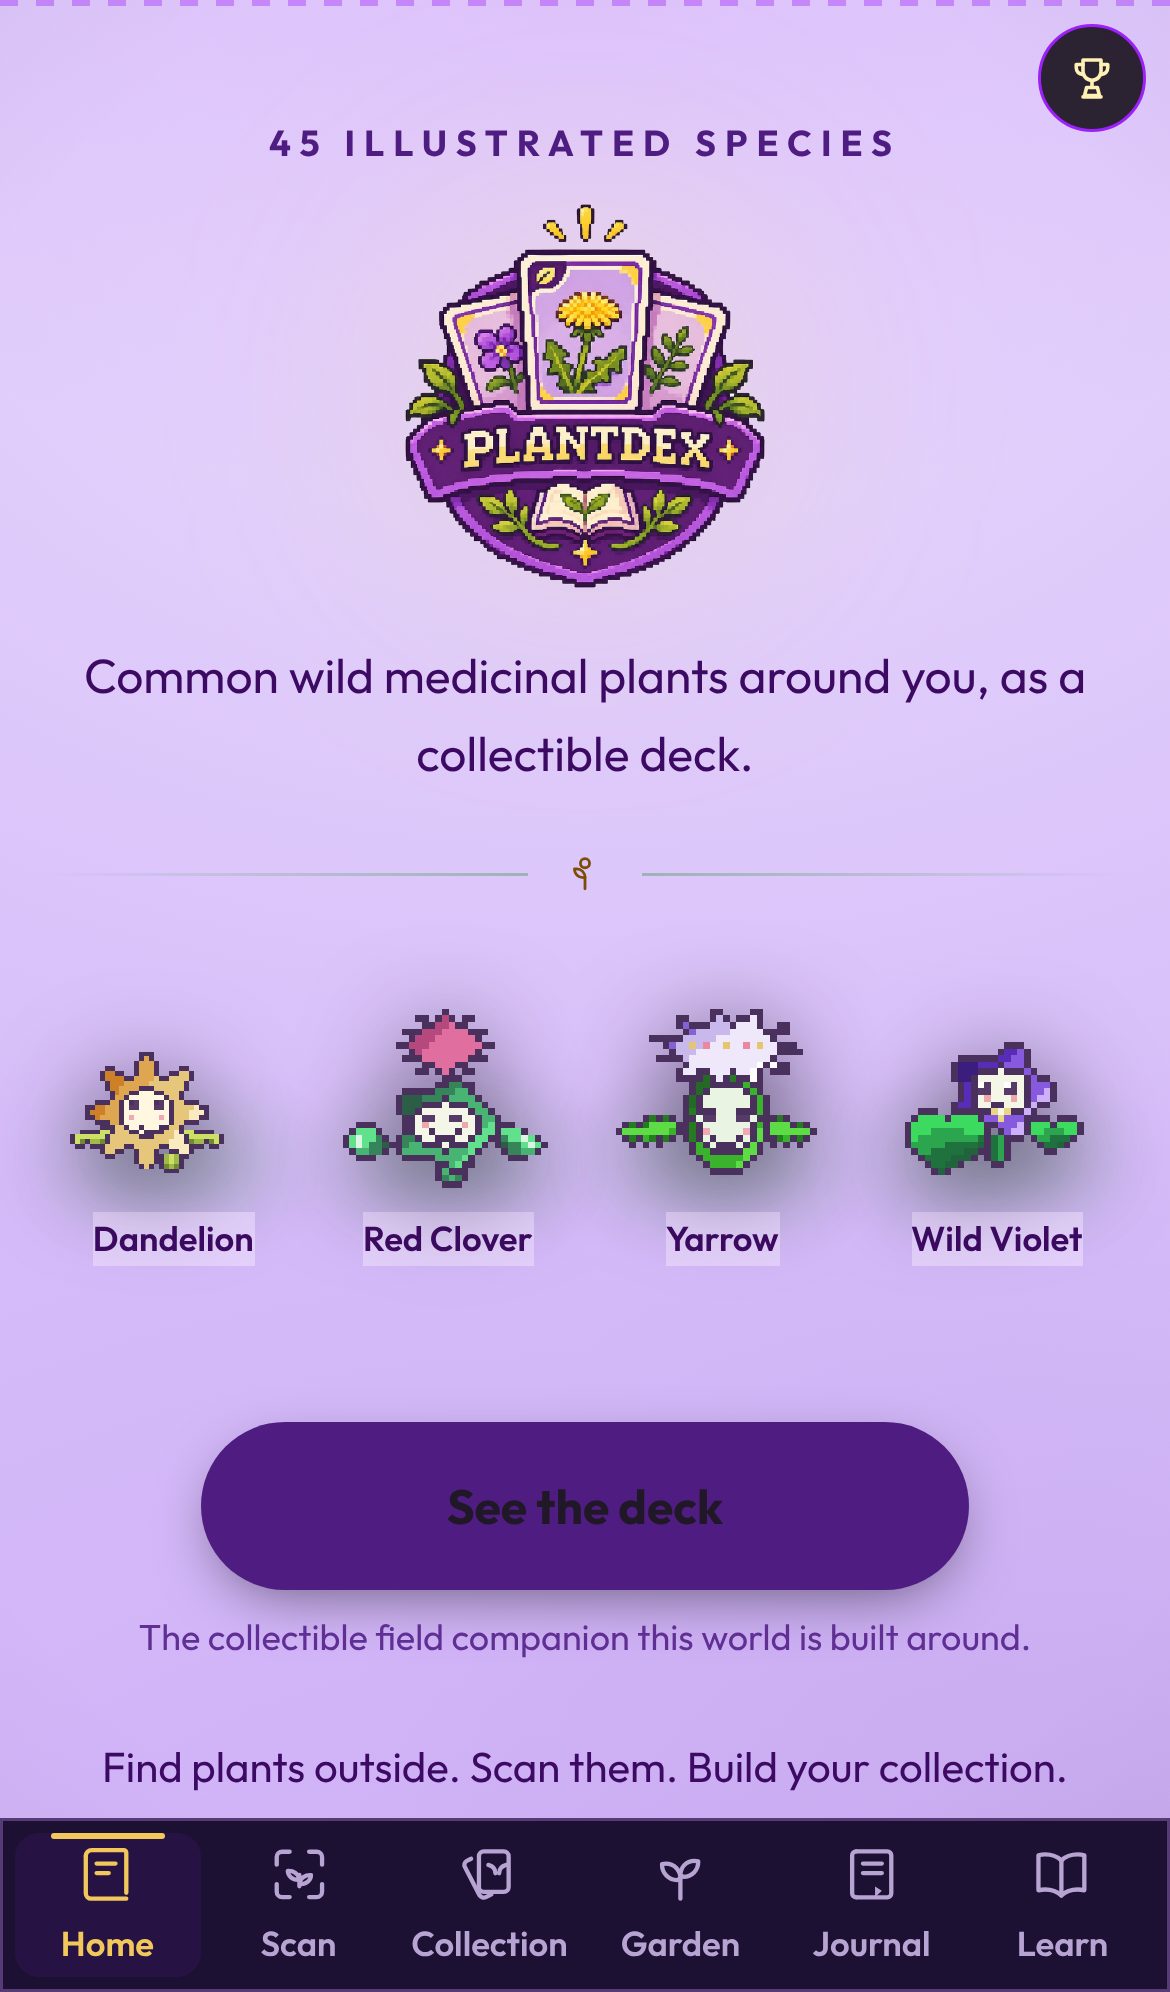 45 ILLUSTRATED SPECIES
PLANTDEX
Common wild medicinal plants around you, as a
collectible deck.
Dandelion
Red Clover
Yarrow
Wild Violet
See the deck
The collectible field companion this world is built around.
Find plants outside. Scan them. Build your collection.
Home
Scan
Collection
Garden
Journal
Learn